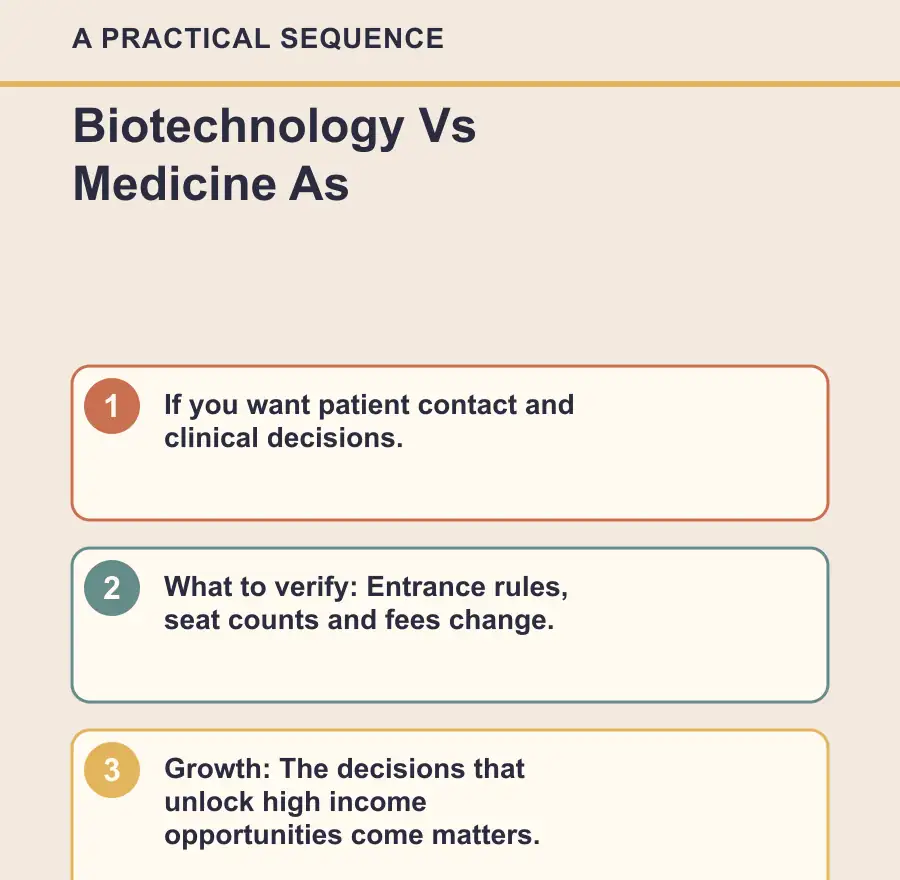 A PRACTICAL SEQUENCE
Biotechnology Vs
Medicine As
1
If you want patient contact and
clinical decisions.
2
What to verify: Entrance rules,
seat counts and fees change.
3
Growth: The decisions that
unlock high income
opportunities come matters.